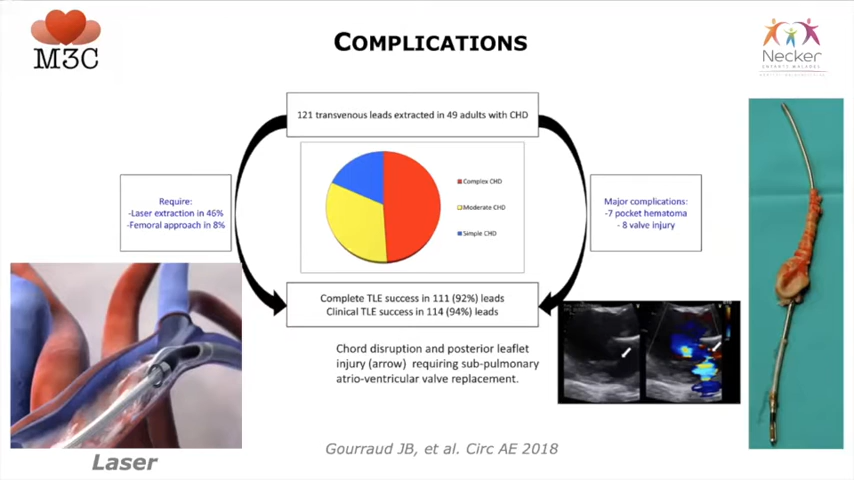 M3C
COMPLICATIONS
Necker
ENFANTS MALADES
121 transvenous leads extracted in 49 adults with CHD
Complex CHD
Moderate CHD
Simple CHD
Require:
-Laser extraction in 46%
-Femoral approach in 8%
Major complications:
-7 pocket hematoma
- 8 valve injury
Complete TLE success in 111 (92%) leads
Clinical TLE success in 114 (94%) leads
Chord disruption and posterior leaflet
injury (arrow) requiring sub-pulmonary
atrio-ventricular valve replacement.
Gourraud JB, et al. Circ AE 2018
Laser